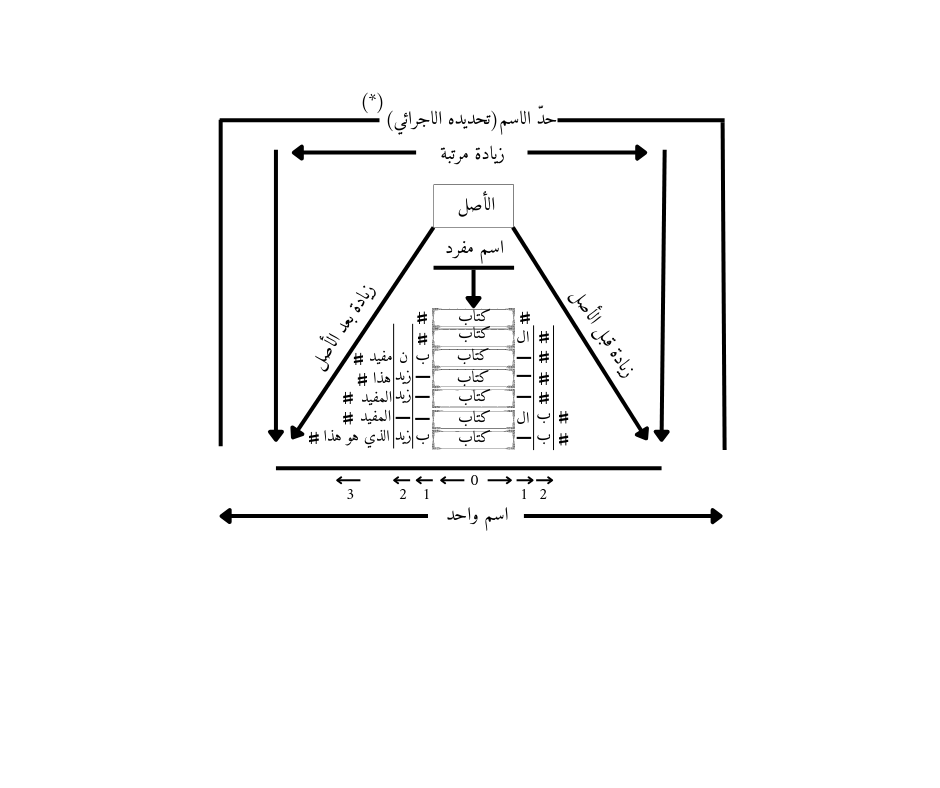 (*)
حدّ الاسم (تحديده الاجرائي)
زيادة مرتبة
الأصل
اسم مفرد
زيادة قبل الأصل
زيادة بعد الأصل
# كتاب #
# ال كتاب #
# — كتاب ب ن مفيد #
# — كتاب — زيد هذا #
# — كتاب — زيد المفيد #
# ب ال كتاب — — المفيد #
# ب — كتاب ب زيد الذي هو هذا #
3 2 1 0 1 2
اسم واحد